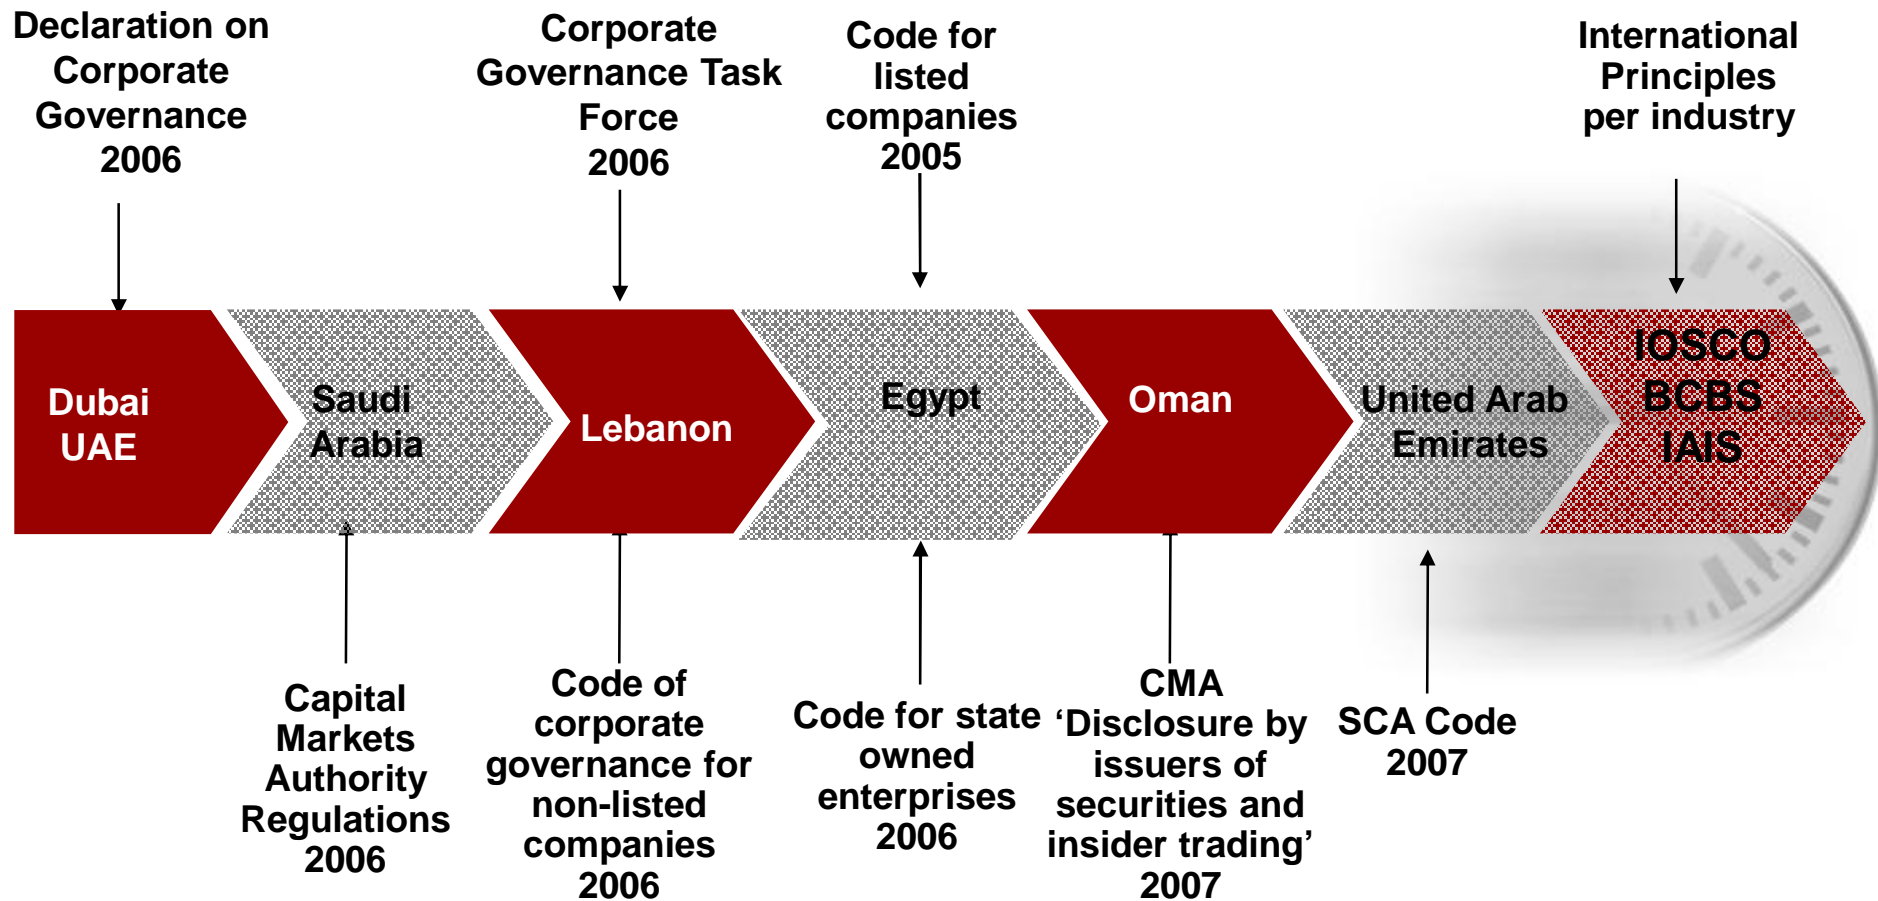 Declaration on
Corporate
Governance
2006
Corporate
Governance Task
Force
2006
Code for
listed
companies
2005
International
Principles
per industry
Dubai
UAE
Saudi
Arabia
Lebanon
Egypt
Oman
United Arab
Emirates
IOSCO
BCBS
IAIS
Capital
Markets
Authority
Regulations
2006
Code of
corporate
governance for
non-listed
companies
2006
Code for state
owned
enterprises
2006
CMA
‘Disclosure by
issuers of
securities and
insider trading’
2007
SCA Code
2007